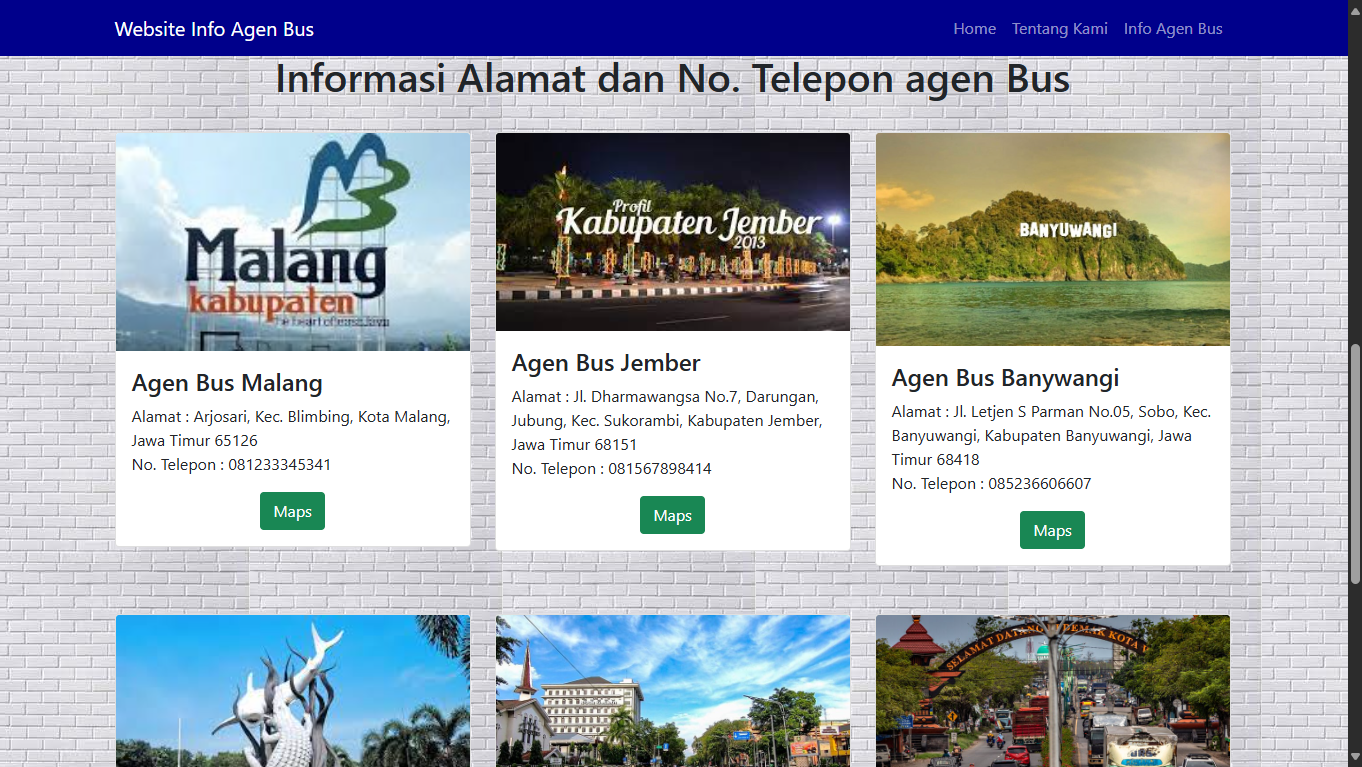 Website Info Agen Bus
Home
Tentang Kami
Info Agen Bus
Informasi Alamat dan No. Telepon agen Bus
Malang
kabupaten
Profil
Kabupaten Jember
2013
BANYUWANGI
Agen Bus Malang
Alamat : Arjosari, Kec. Blimbing, Kota Malang,
Jawa Timur 65126
No. Telepon : 081233345341
Maps
Agen Bus Jember
Alamat : Jl. Dharmawangsa No.7, Darungan,
Jubung, Kec. Sukorambi, Kabupaten Jember,
Jawa Timur 68151
No. Telepon : 081567898414
Maps
Agen Bus Banywangi
Alamat : Jl. Letjen S Parman No.05, Sobo, Kec.
Banyuwangi, Kabupaten Banyuwangi, Jawa
Timur 68418
No. Telepon : 085236606607
Maps
SELAMAT DATANG DEMAK KOTA